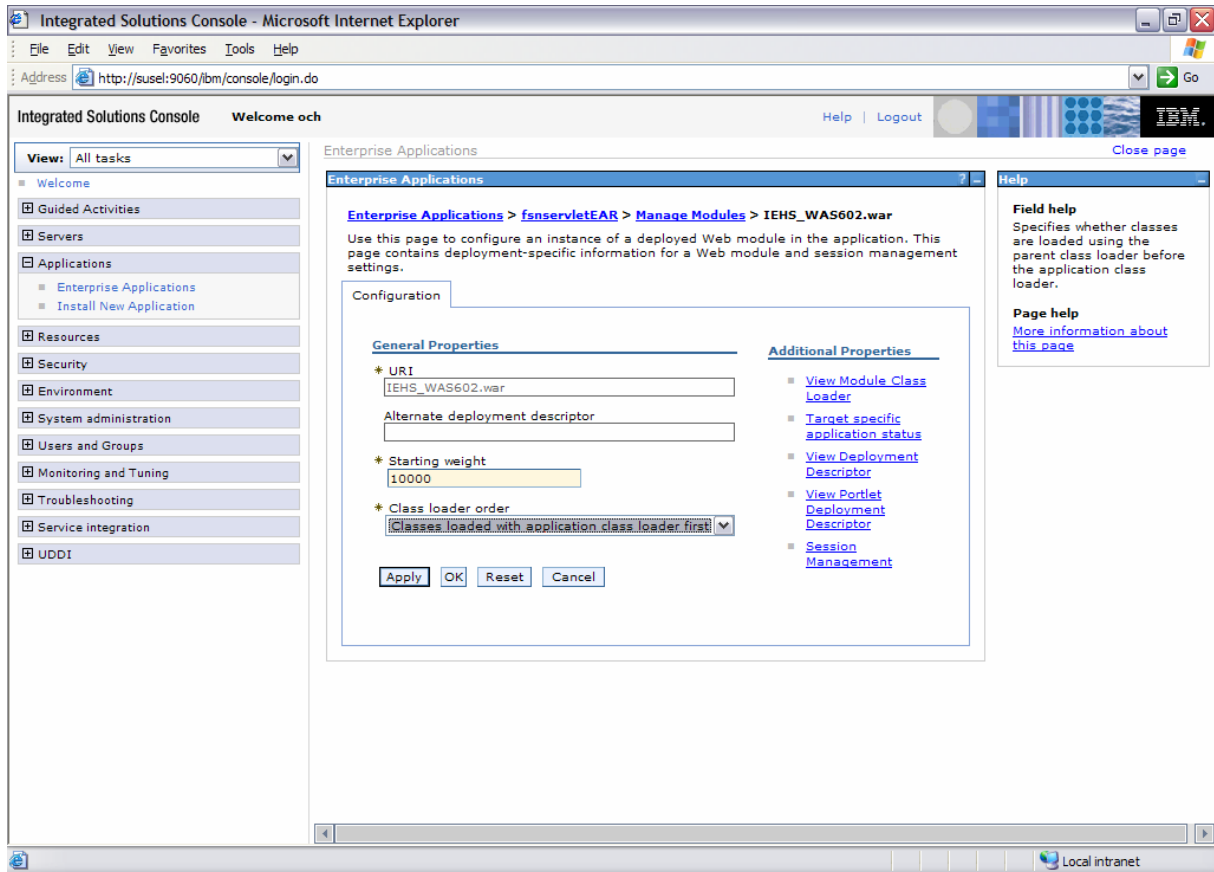 Integrated Solutions Console - Microsoft Internet Explorer
File Edit View Favorites Tools Help
Address http://susel:9060/ibm/console/login.do Go
Integrated Solutions Console Welcome och Help | Logout IBM.
View: All tasks
Welcome
Guided Activities
Servers
Applications
Enterprise Applications
Install New Application
Resources
Security
Environment
System administration
Users and Groups
Monitoring and Tuning
Troubleshooting
Service integration
UDDI
Enterprise Applications Close page
Enterprise Applications ? -
Enterprise Applications > fsnservletEAR > Manage Modules > IEHS_WAS602.war
Use this page to configure an instance of a deployed Web module in the application. This
page contains deployment-specific information for a Web module and session management
settings.
Configuration
General Properties
* URI
IEHS_WAS602.war
Alternate deployment descriptor
* Starting weight
10000
* Class loader order
Classes loaded with application class loader first
Apply OK Reset Cancel
Additional Properties
View Module Class
Loader
Target specific
application status
View Deployment
Descriptor
View Portlet
Deployment
Descriptor
Session
Management
Help -
Field help
Specifies whether classes
are loaded using the
parent class loader before
the application class
loader.
Page help
More information about
this page
Local intranet